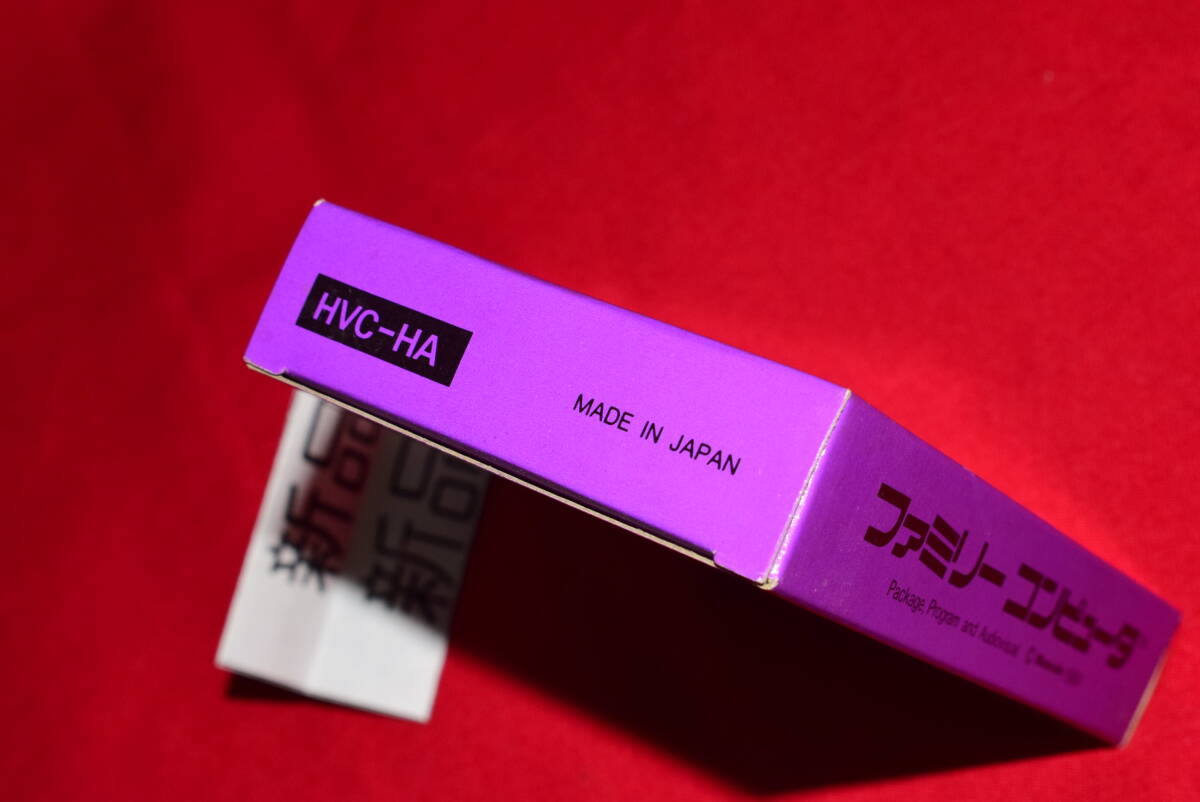 HVC-HA
MADE IN JAPAN
ファミリー コンピュータ
Package, Program and Audiovisual ©Nintendo